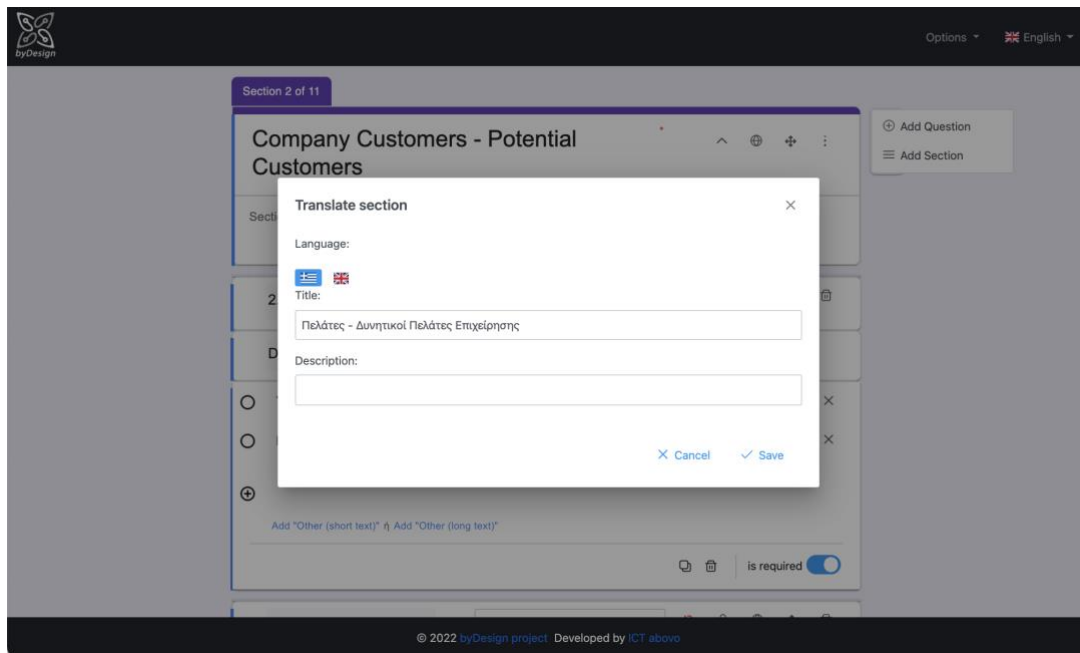 byDesign
Options
English
Section 2 of 11
Company Customers - Potential
Customers
Add Question
Add Section
Secti
Translate section
Language:
2
Title:
Πελάτες - Δυνητικοί Πελάτες Επιχείρησης
D
Description:
Cancel
Save
Add "Other (short text)" ή Add "Other (long text)"
is required
© 2022 byDesign project Developed by ICT abovo